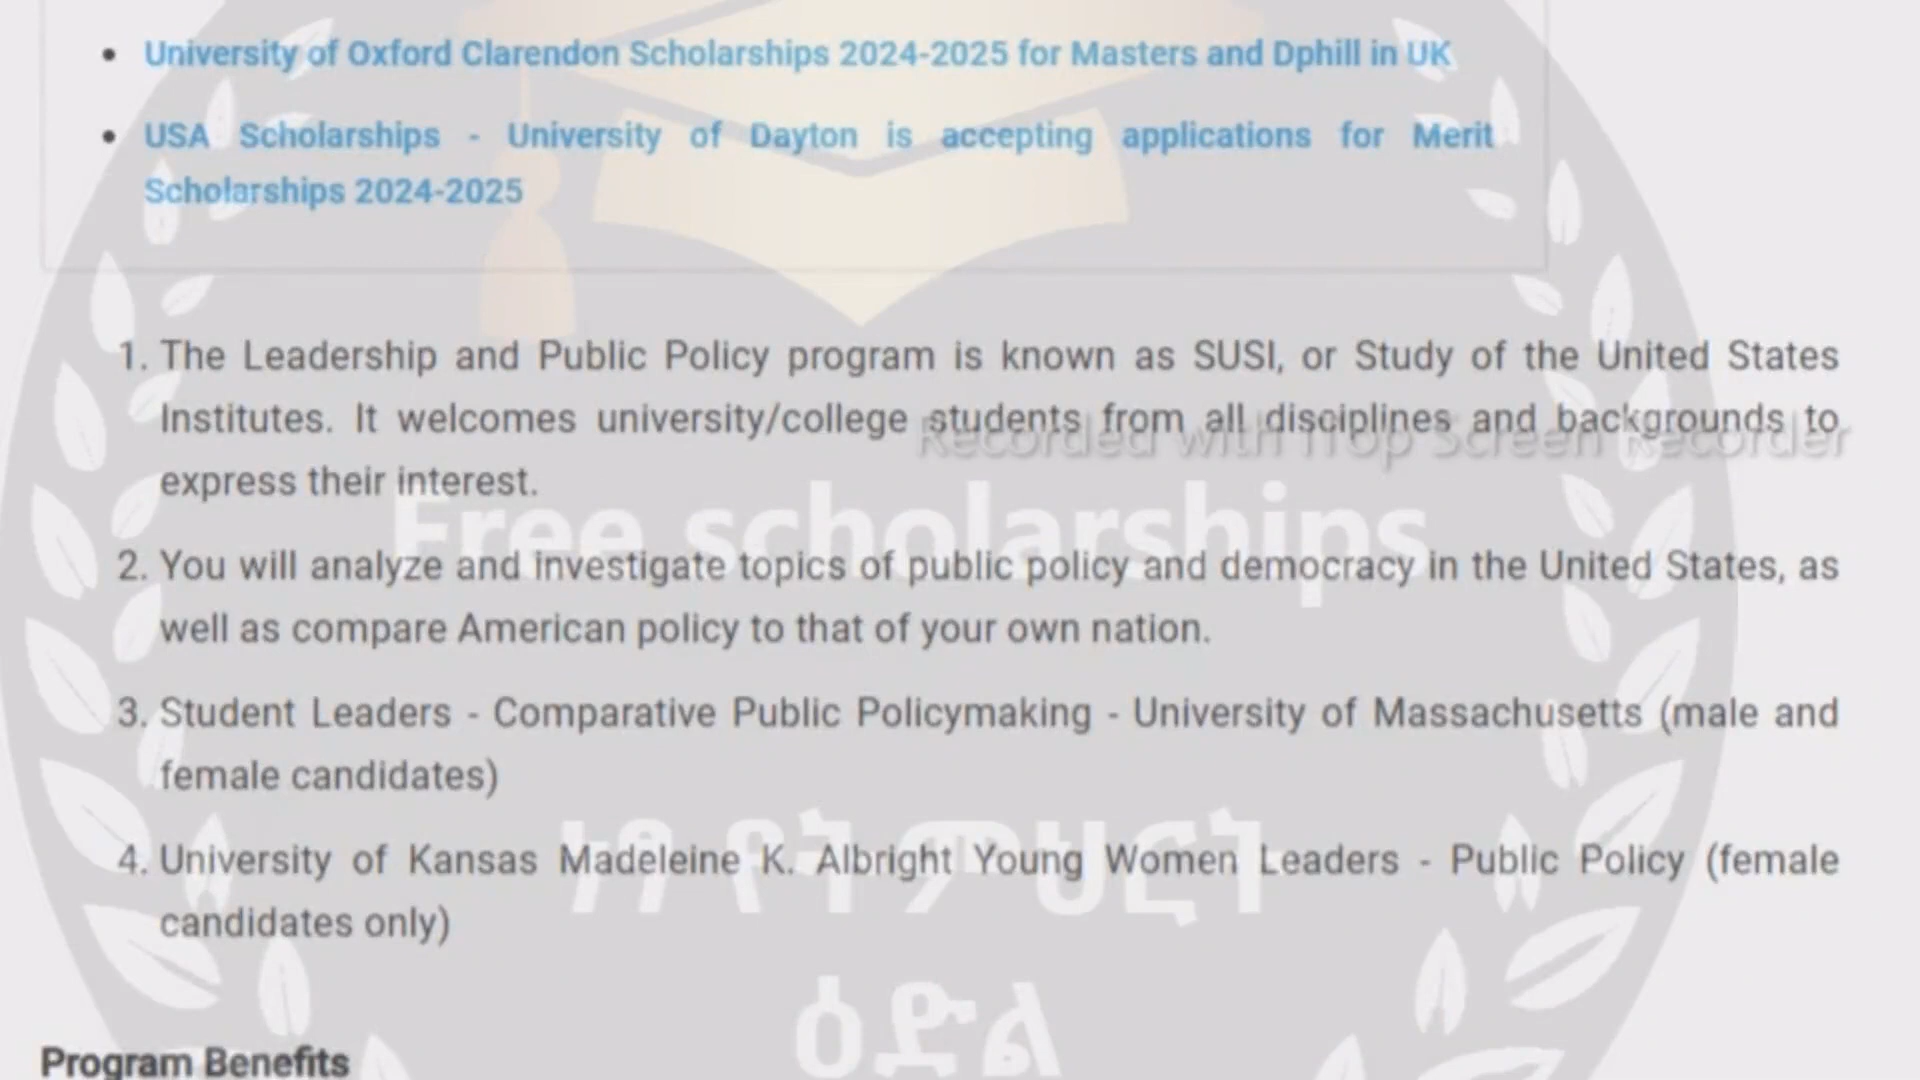 University of Oxford Clarendon Scholarships 2024-2025 for Masters and Dphill in UK
USA Scholarships - University of Dayton is accepting applications for Merit
Scholarships 2024-2025
1. The Leadership and Public Policy program is known as SUSI, or Study of the United States
Institutes. It welcomes university/college students from all disciplines and backgrounds to
Recorded with iTop Screen Recorder
express their interest.
Free scholarships
2. You will analyze and investigate topics of public policy and democracy in the United States, as
well as compare American policy to that of your own nation.
3. Student Leaders - Comparative Public Policymaking - University of Massachusetts (male and
female candidates)
4. University of Kansas Madeleine K. Albright Young Women Leaders - Public Policy (female
candidates only)
ነፃ የትምህርት
ዕድል
Program Benefits